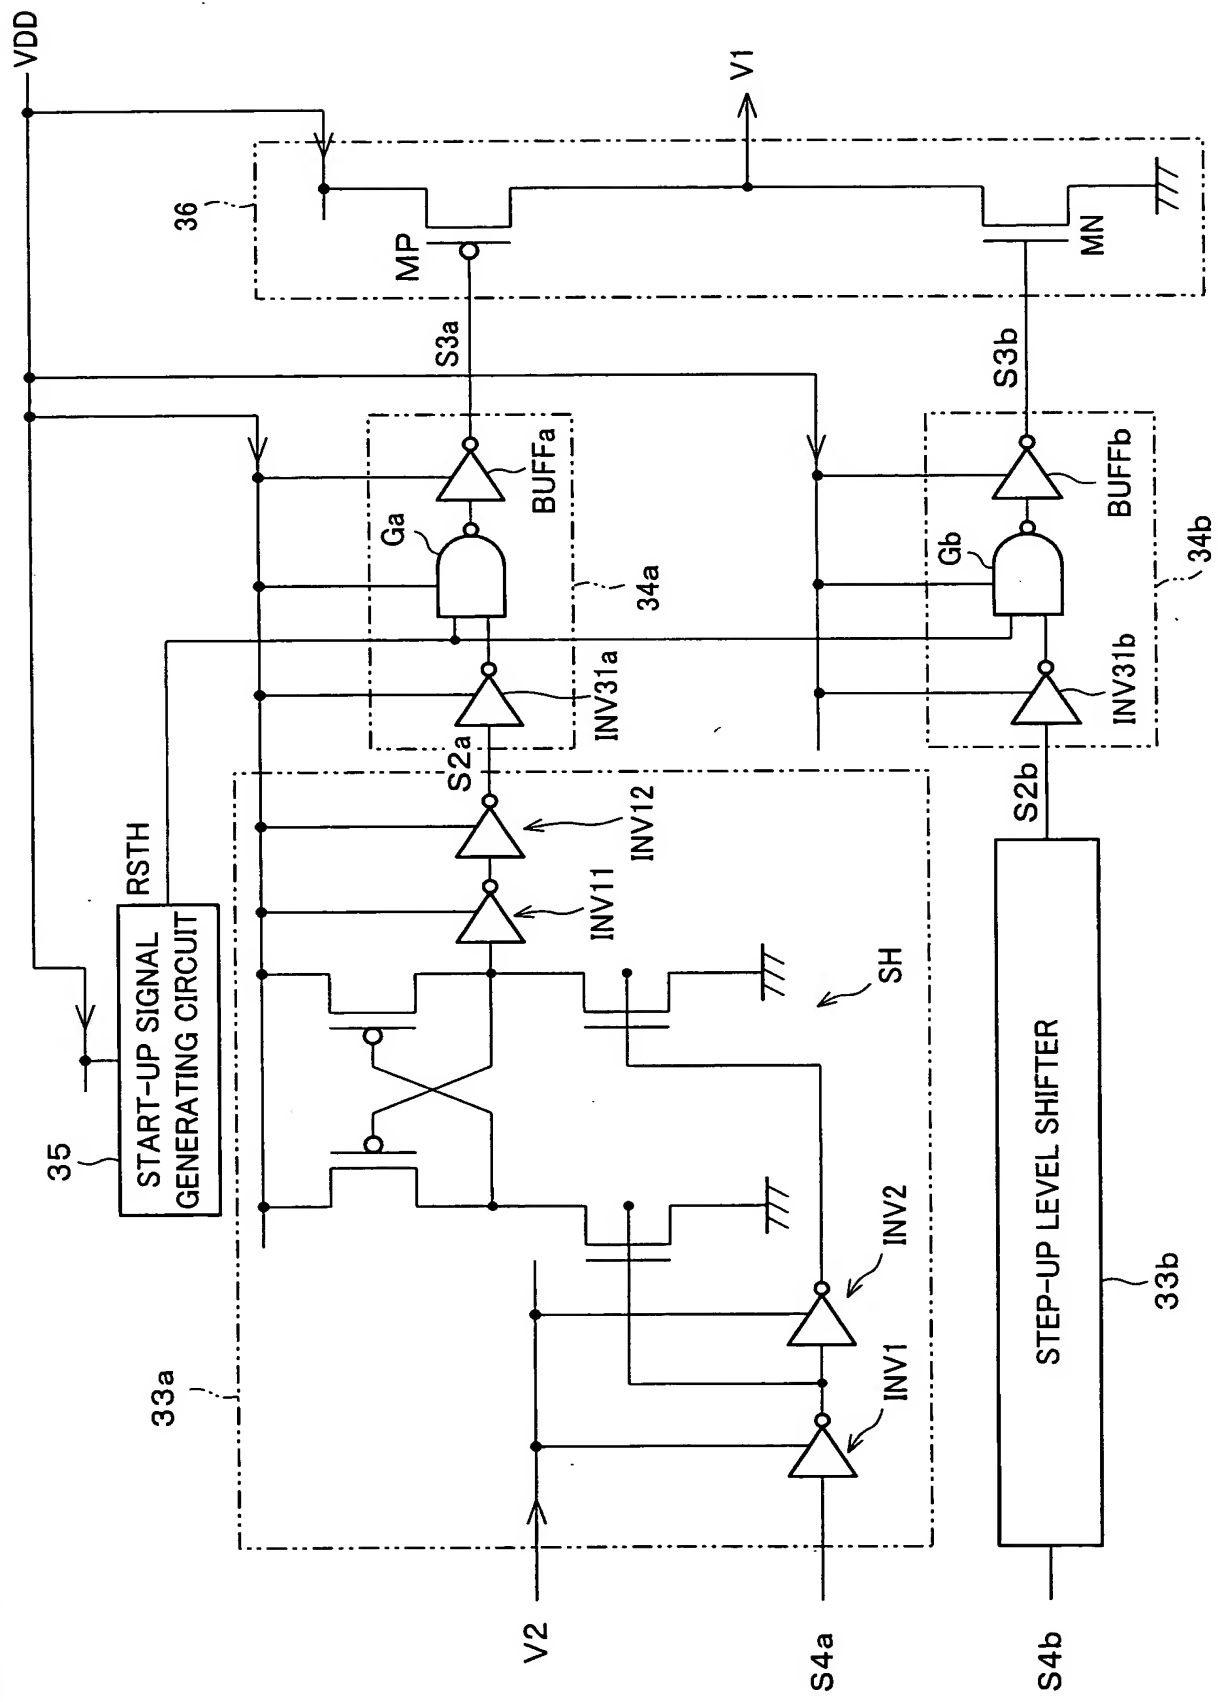 VDD
V1
36
MP
MN
S3a
S3b
BUFFa
Ga
34a
INV31a
S2a
BUFFb
Gb
34b
INV31b
S2b
RSTH
35
START-UP SIGNAL
GENERATING CIRCUIT
INV12
INV11
SH
INV2
INV1
33a
V2
S4a
STEP-UP LEVEL SHIFTER
33b
S4b